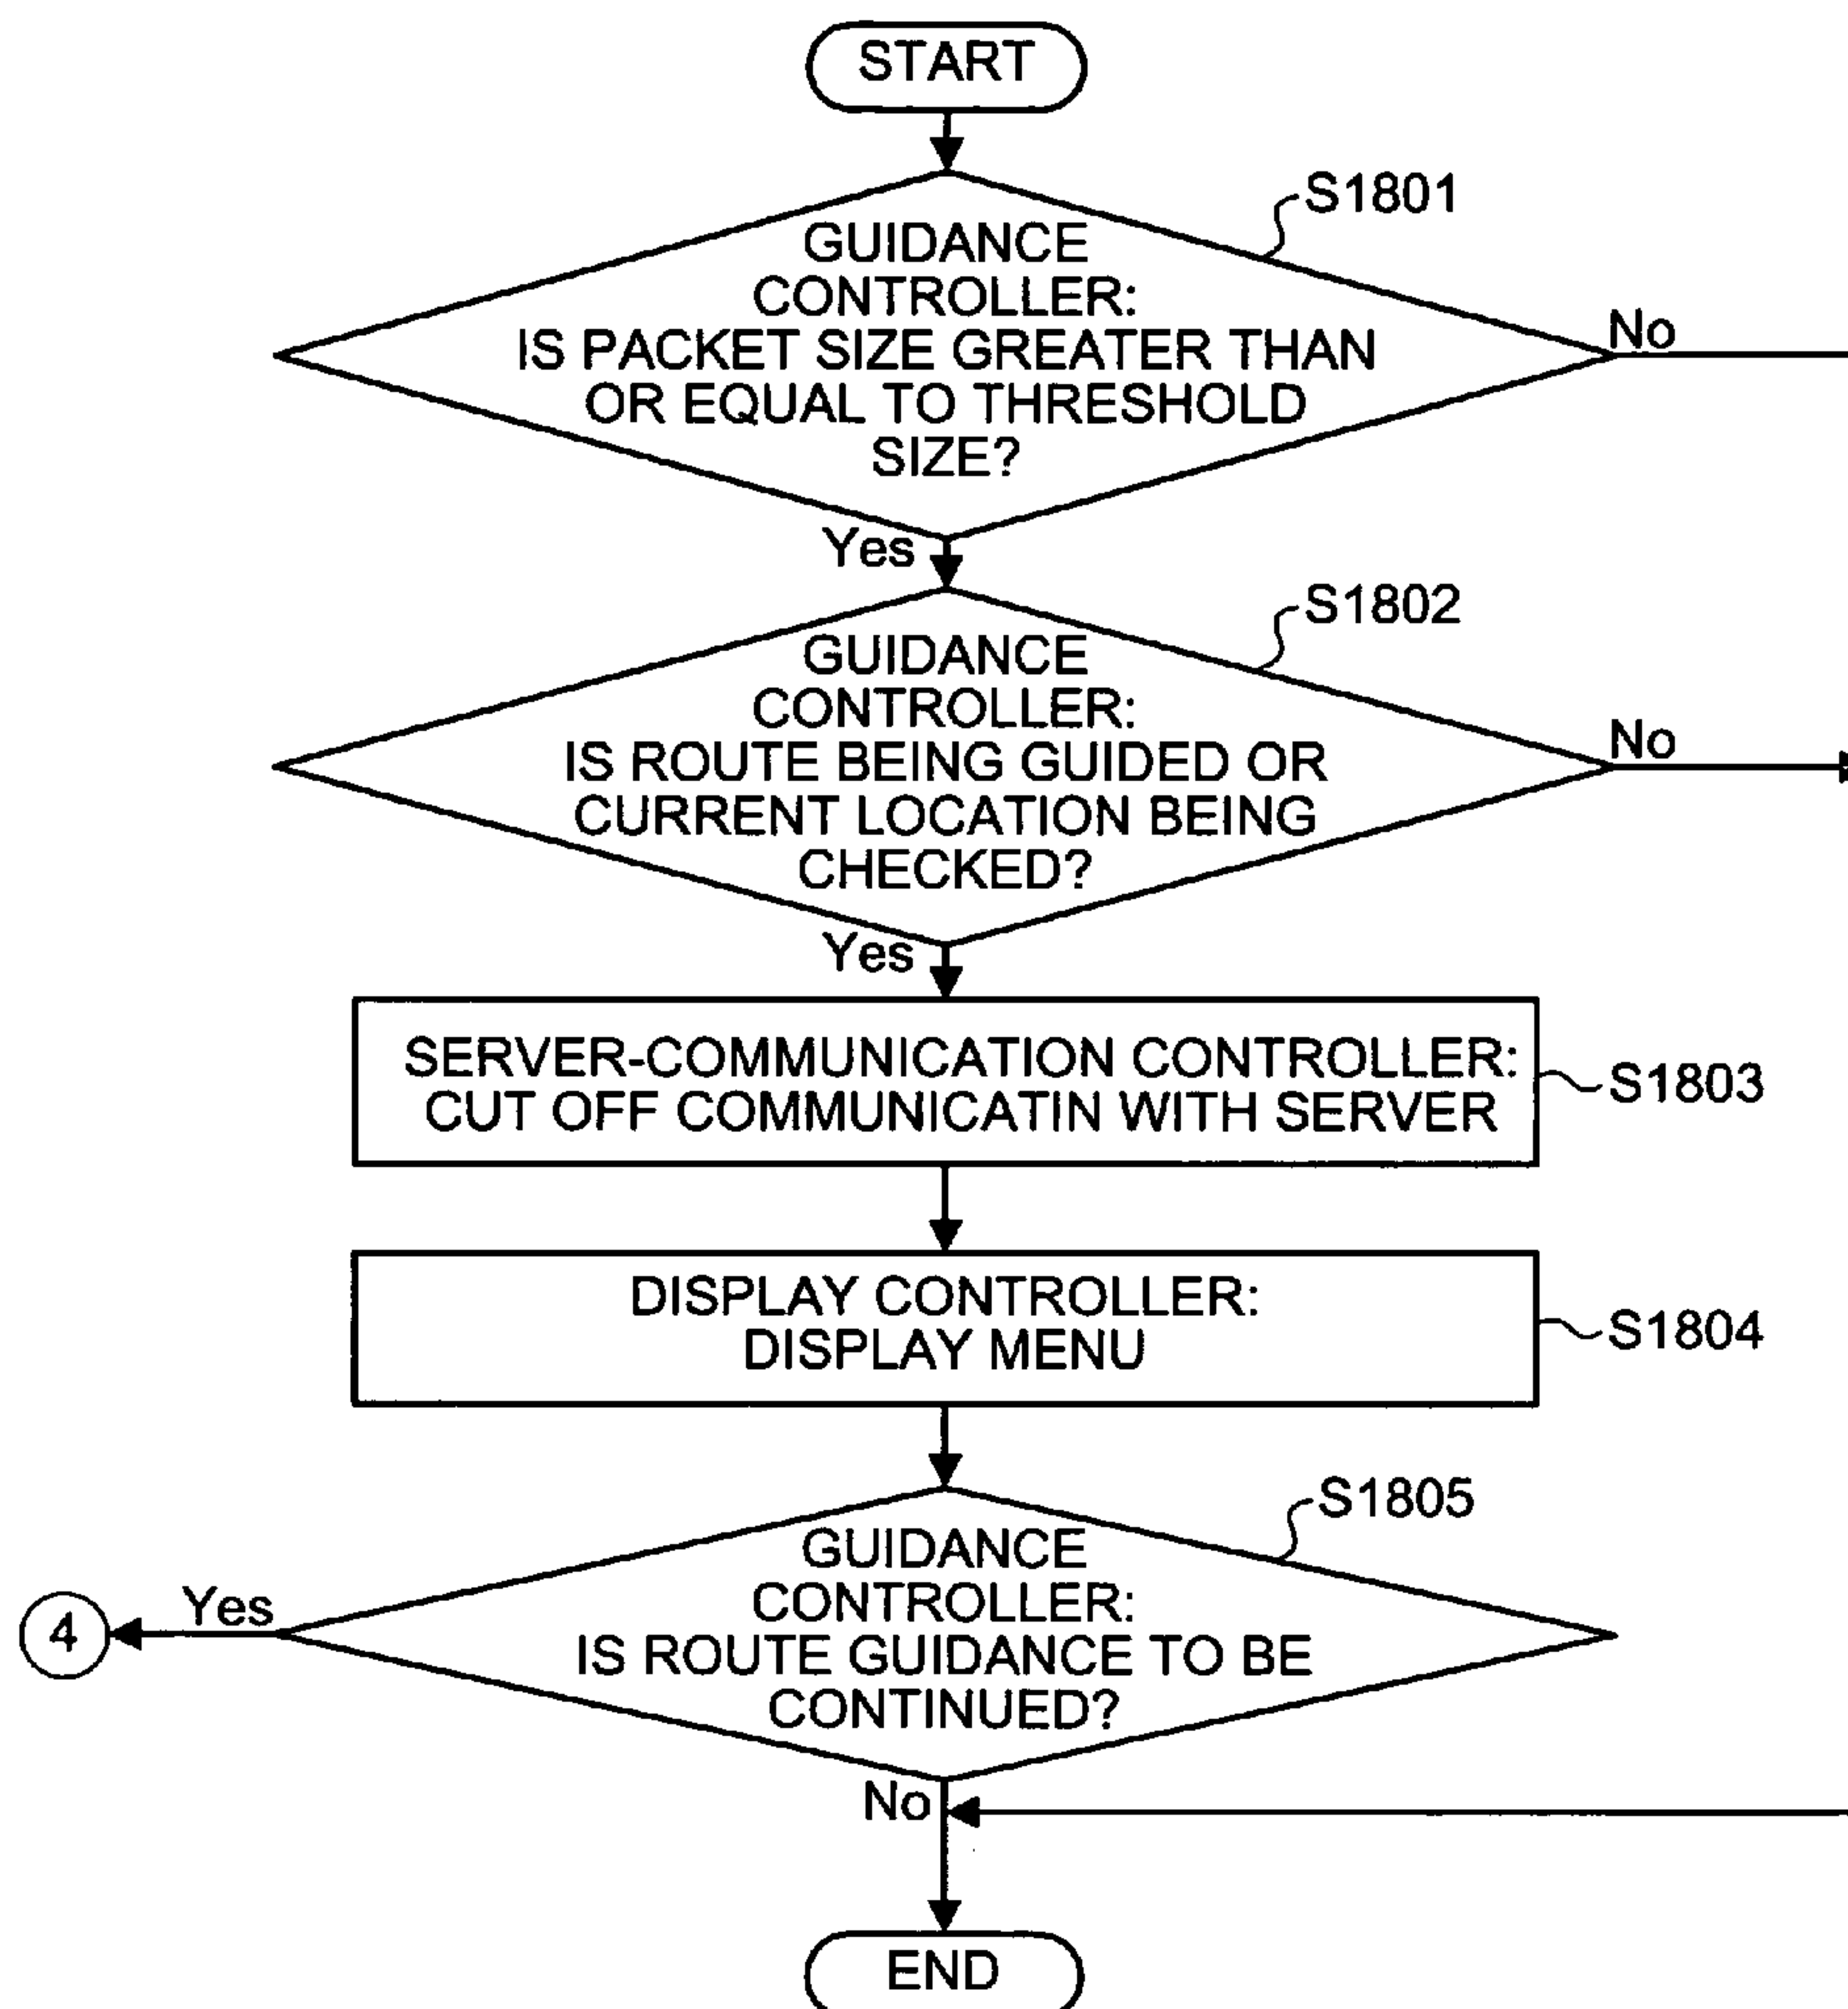 START
S1801
GUIDANCE
CONTROLLER:
IS PACKET SIZE GREATER THAN
OR EQUAL TO THRESHOLD
SIZE?
No
Yes
S1802
GUIDANCE
CONTROLLER:
IS ROUTE BEING GUIDED OR
CURRENT LOCATION BEING
CHECKED?
No
Yes
SERVER-COMMUNICATION CONTROLLER:
CUT OFF COMMUNICATIN WITH SERVER
S1803
DISPLAY CONTROLLER:
DISPLAY MENU
S1804
S1805
GUIDANCE
CONTROLLER:
IS ROUTE GUIDANCE TO BE
CONTINUED?
Yes
4
No
END